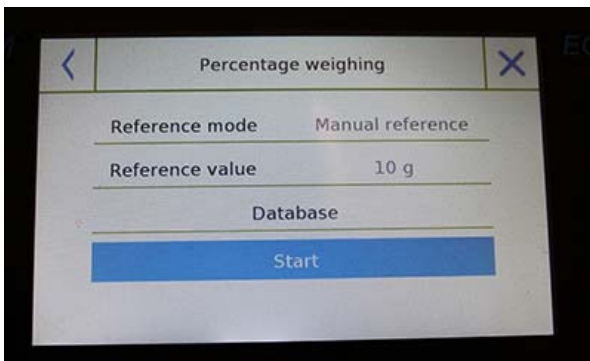 Percentage weighing
Reference mode Manual reference
Reference value 10 g
Database
Start